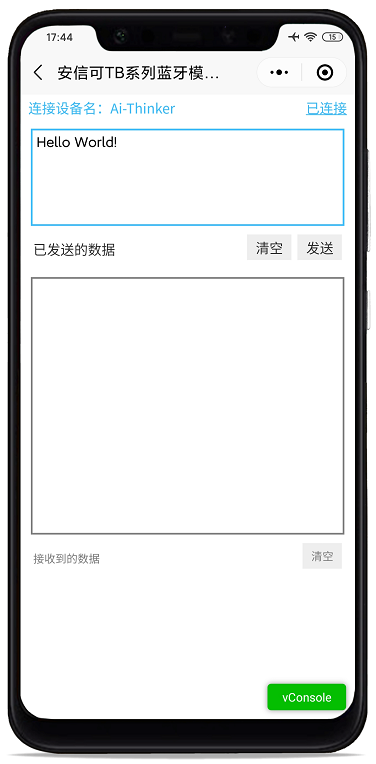 17:44
15
安信可TB系列蓝牙模...
连接设备名：Ai-Thinker 已连接
Hello World!
已发送的数据 清空 发送
接收到的数据 清空
vConsole